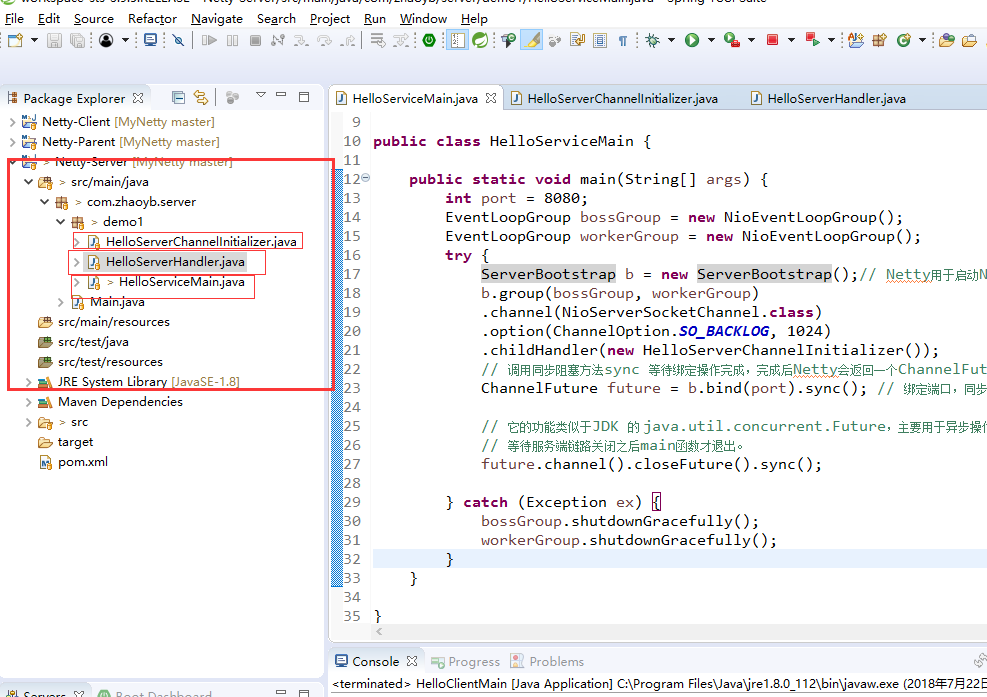 workspace-sts-3.9.5.RELEASE - Netty-Server/src/main/java/com/zhaoyb/server/demo1/HelloServiceMain.java - Spring Tool Suite
File Edit Source Refactor Navigate Search Project Run Window Help
Package Explorer
Netty-Client [MyNetty master]
Netty-Parent [MyNetty master]
> Netty-Server [MyNetty master]
> src/main/java
> com.zhaoyb.server
> demo1
HelloServerChannelInitializer.java
HelloServerHandler.java
> HelloServiceMain.java
Main.java
src/main/resources
src/test/java
src/test/resources
JRE System Library [JavaSE-1.8]
Maven Dependencies
> src
target
pom.xml
Servers
Boot Dashboard
HelloServiceMain.java HelloServerChannelInitializer.java HelloServerHandler.java
9
10 public class HelloServiceMain {
11
12 public static void main(String[] args) {
13 int port = 8080;
14 EventLoopGroup bossGroup = new NioEventLoopGroup();
15 EventLoopGroup workerGroup = new NioEventLoopGroup();
16 try {
17 ServerBootstrap b = new ServerBootstrap();// Netty用于启动N
18 b.group(bossGroup, workerGroup)
19 .channel(NioServerSocketChannel.class)
20 .option(ChannelOption.SO_BACKLOG, 1024)
21 .childHandler(new HelloServerChannelInitializer());
22 // 调用同步阻塞方法sync 等待绑定操作完成，完成后Netty会返回一个ChannelFut
23 ChannelFuture future = b.bind(port).sync(); // 绑定端口，同步
24
25 // 它的功能类似于JDK 的 java.util.concurrent.Future，主要用于异步操作
26 // 等待服务端链路关闭之后main函数才退出。
27 future.channel().closeFuture().sync();
28
29 } catch (Exception ex) {
30 bossGroup.shutdownGracefully();
31 workerGroup.shutdownGracefully();
32 }
33 }
34
35 }
Console Progress Problems
<terminated> HelloClientMain [Java Application] C:\Program Files\Java\jre1.8.0_112\bin\javaw.exe (2018年7月22日